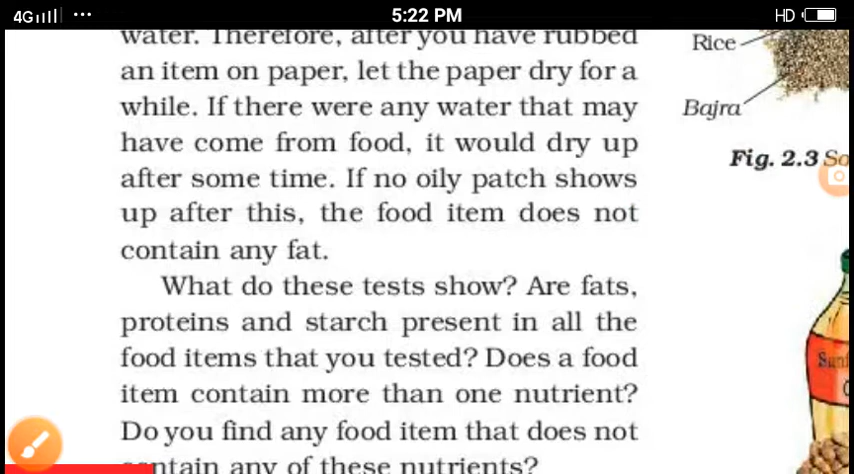 4G
5:22 PM
HD
water. Therefore, after you have rubbed
an item on paper, let the paper dry for a
while. If there were any water that may
have come from food, it would dry up
after some time. If no oily patch shows
up after this, the food item does not
contain any fat.
What do these tests show? Are fats,
proteins and starch present in all the
food items that you tested? Does a food
item contain more than one nutrient?
Do you find any food item that does not
contain any of these nutrients?
Rice
Bajra
Fig. 2.3 So